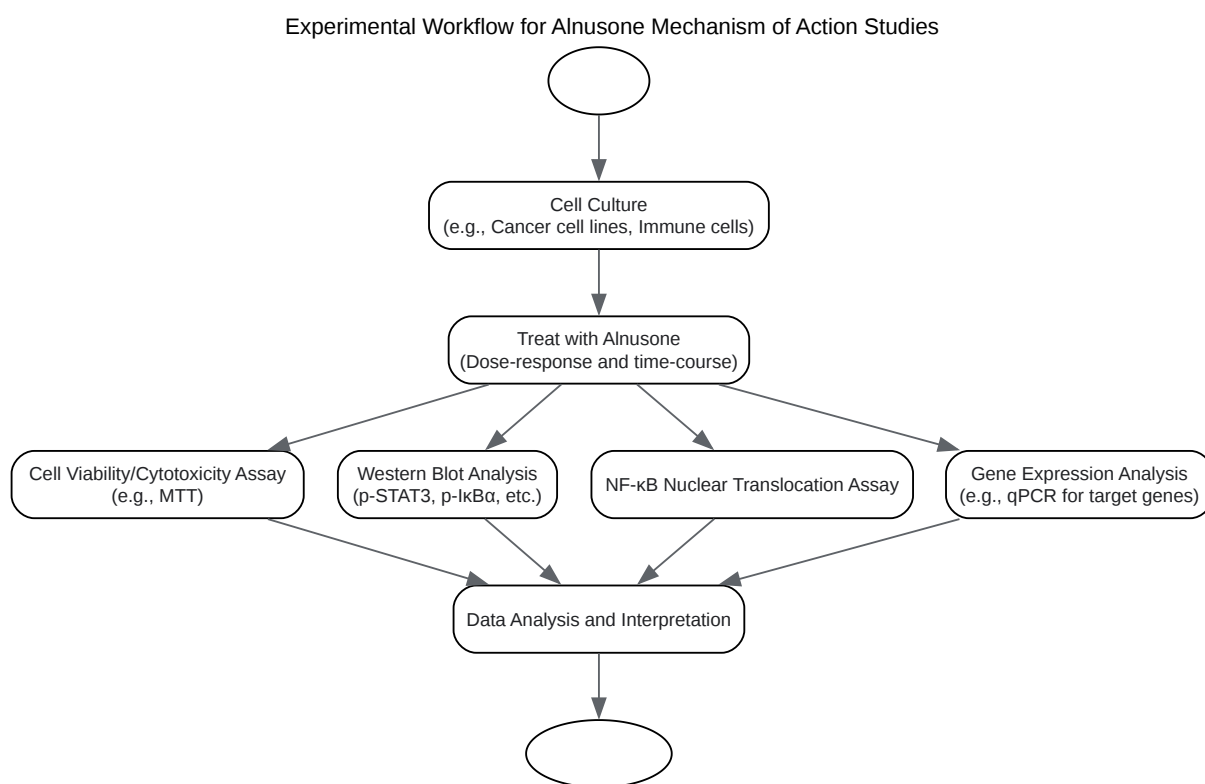 Experimental Workflow for Alnusone Mechanism of Action Studies
Cell Culture
(e.g., Cancer cell lines, Immune cells)
Treat with Alnusone
(Dose-response and time-course)
Cell Viability/Cytotoxicity Assay
(e.g., MTT)
Western Blot Analysis
(p-STAT3, p-IκBα, etc.)
NF-κB Nuclear Translocation Assay
Gene Expression Analysis
(e.g., qPCR for target genes)
Data Analysis and Interpretation